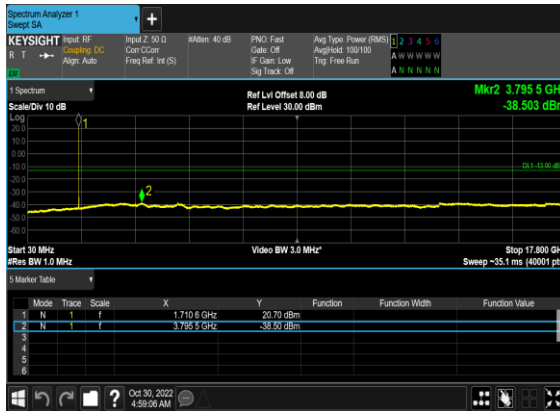 Spectrum Analyzer 1
Swept SA
KEYSIGHT
R T
Input: RF
Coupling: DC
Align: Auto
Input Z: 50 Ω
Corr CCorr
Freq Ref: Int (S)
#Atten: 40 dB
PNO: Fast
Gate: Off
IF Gain: Low
Sig Track: Off
Avg Type: Power (RMS)
Avg|Hold: 100/100
Trig: Free Run
1 2 3 4 5 6
A W W W W W
A N N N N N
1 Spectrum
Scale/Div 10 dB
Ref Lvl Offset 8.00 dB
Ref Level 30.00 dBm
Mkr2 3.795 5 GHz
-38.503 dBm
Log
20.0
10.0
0.00
-10.0
-20.0
-30.0
-40.0
-50.0
-60.0
1
2
DL1 -13.00 dB
Start 30 MHz
#Res BW 1.0 MHz
Video BW 3.0 MHz*
Stop 17.800 GH
Sweep ~35.1 ms (40001 pt
5 Marker Table
Mode Trace Scale X Y Function Function Width Function Value
1 N 1 f 1.710 6 GHz 20.70 dBm
2 N 1 f 3.795 5 GHz -38.50 dBm
3
4
5
6
?
Oct 30, 2022
4:59:06 AM